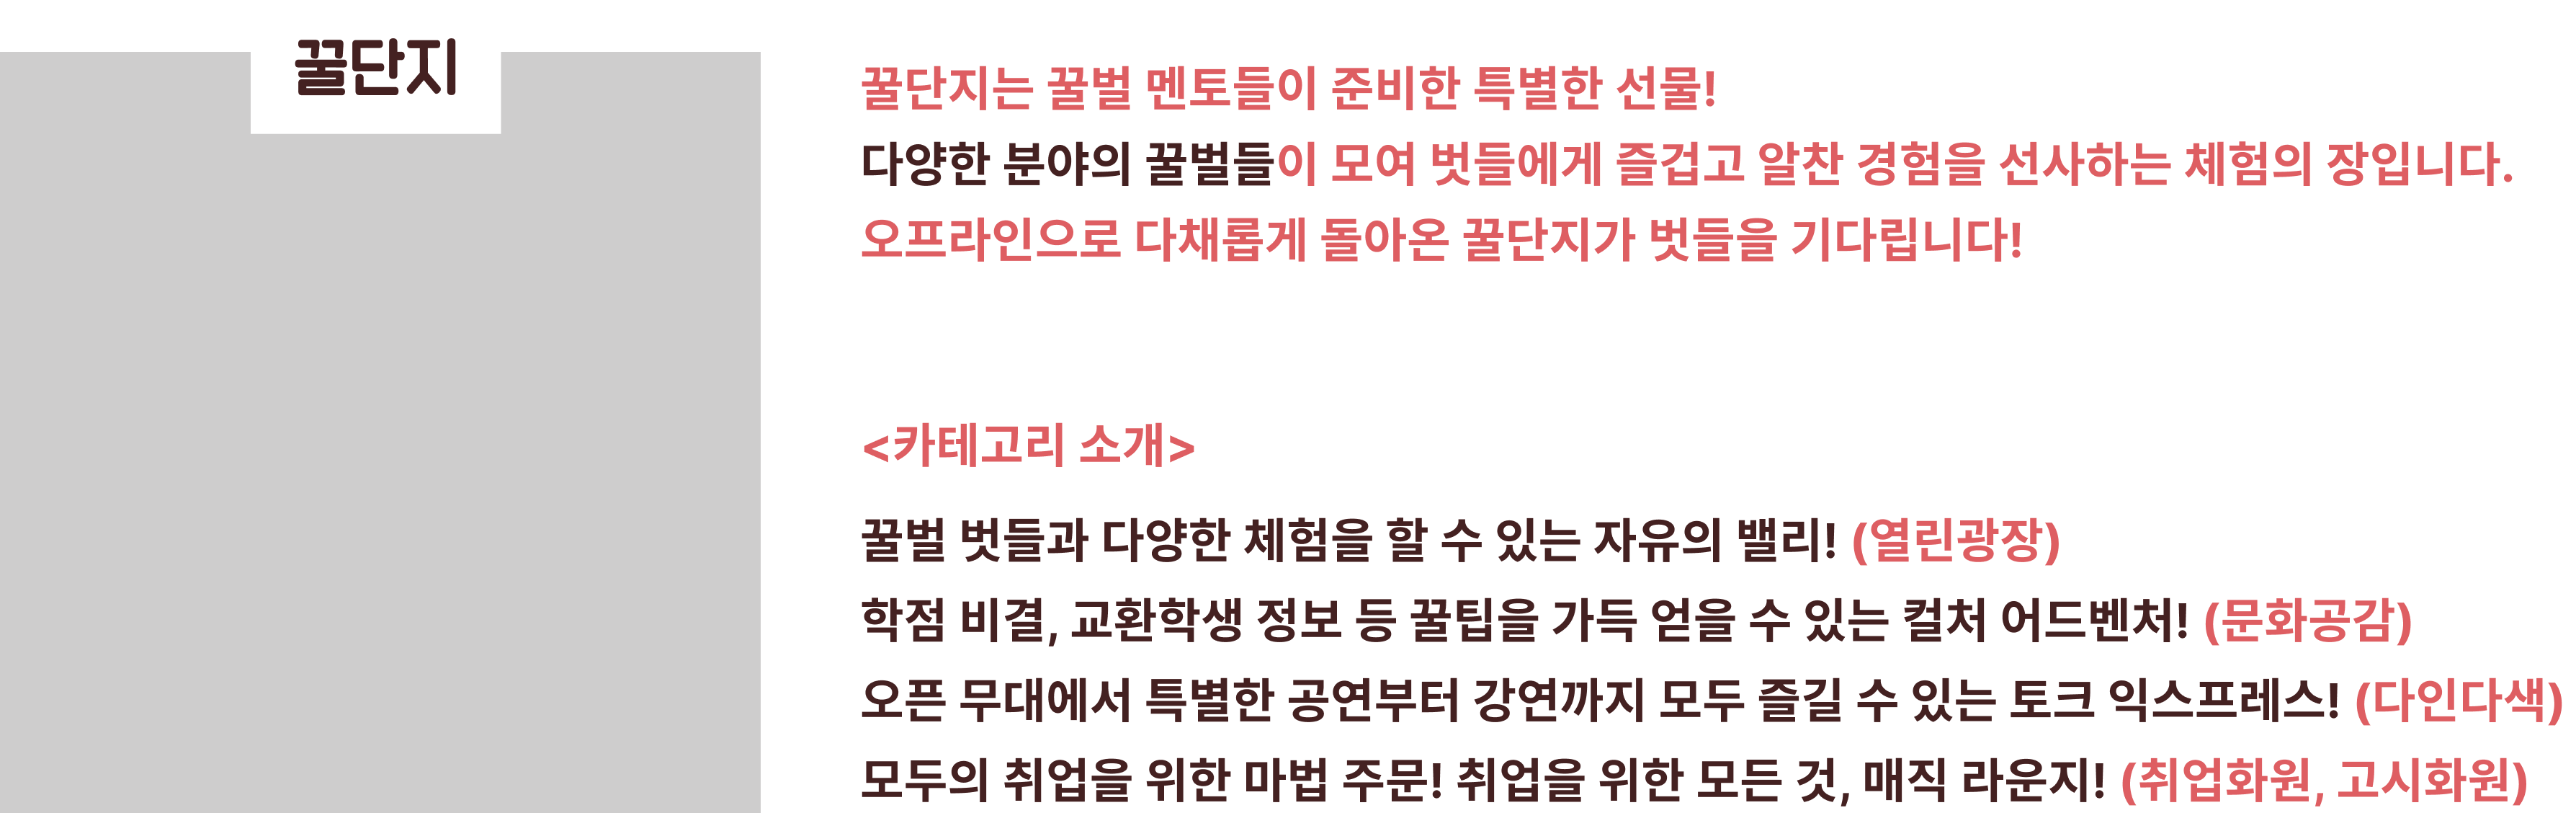 꿀단지
꿀단지는 꿀벌 멘토들이 준비한 특별한 선물!
다양한 분야의 꿀벌들이 모여 벗들에게 즐겁고 알찬 경험을 선사하는 체험의 장입니다.
오프라인으로 다채롭게 돌아온 꿀단지가 벗들을 기다립니다!
<카테고리 소개>
꿀벌 벗들과 다양한 체험을 할 수 있는 자유의 밸리! (열린광장)
학점 비결, 교환학생 정보 등 꿀팁을 가득 얻을 수 있는 컬처 어드벤처! (문화공감)
오픈 무대에서 특별한 공연부터 강연까지 모두 즐길 수 있는 토크 익스프레스! (다인다색)
모두의 취업을 위한 마법 주문! 취업을 위한 모든 것, 매직 라운지! (취업화원, 고시화원)